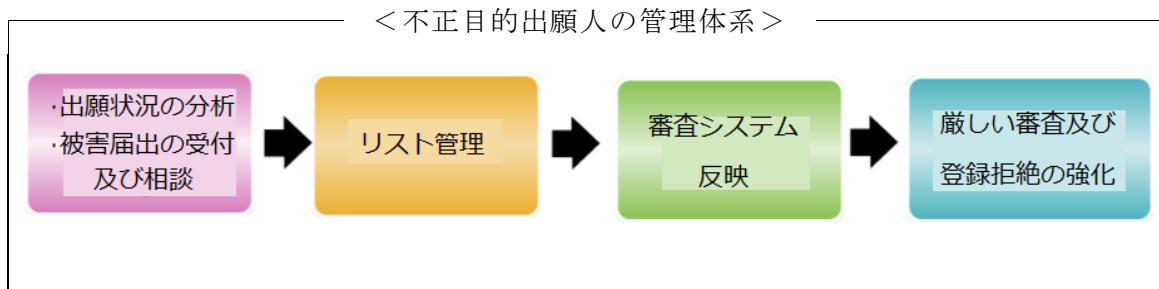 ＜不正目的出願人の管理体系＞
·出願状況の分析
·被害届出の受付
及び相談
リスト管理
審査システム
反映
厳しい審査及び
登録拒絶の強化